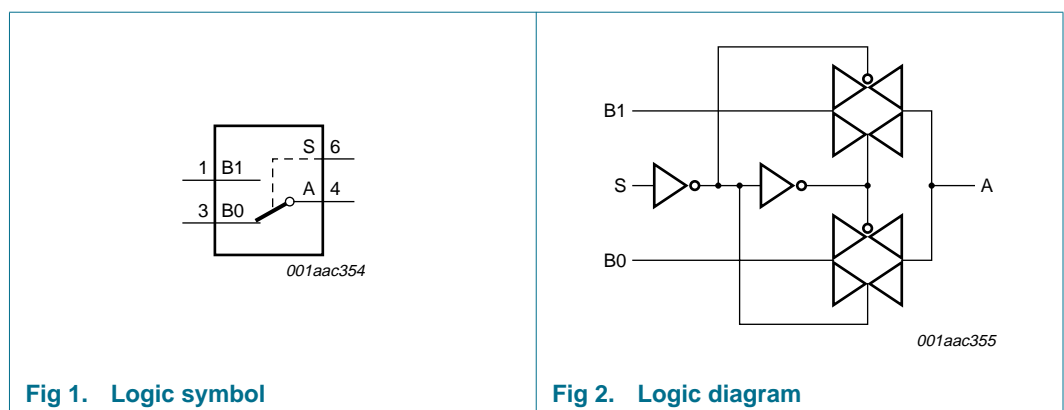 S 6
1 B1
A 4
3 B0
001aac354
Fig 1. Logic symbol
B1
S A
B0
001aac355
Fig 2. Logic diagram